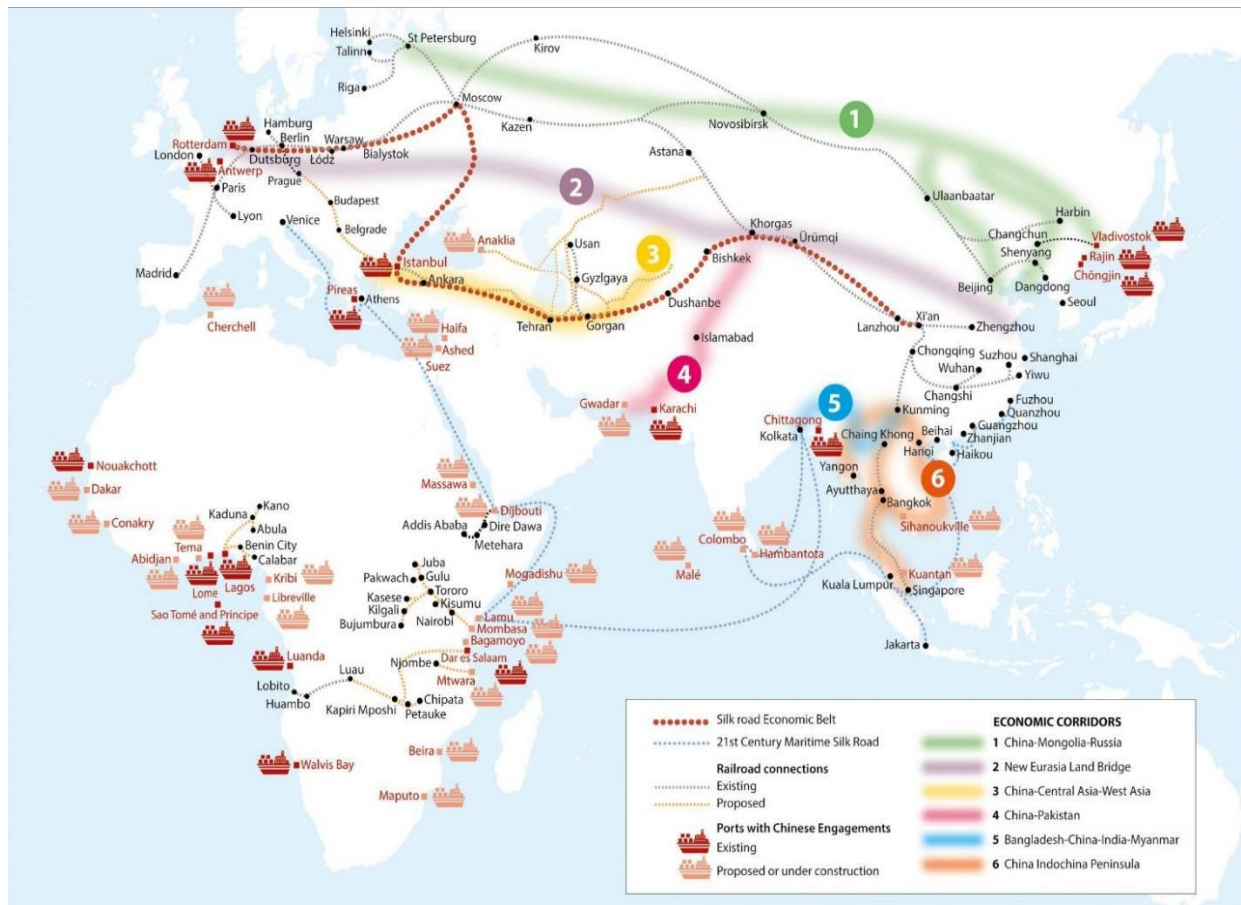 Helsinki
St Petersburg
Talinn
Kirov
Riga
Moscow
1
Hamburg
Berlin
Warsaw
Kazen
Novosibirsk
Rotterdam
London
Dutsburg
Łódź
Bialystok
Astana
Antwerp
Prague
2
Ulaanbaatar
Paris
Budapest
Khorgas
Harbin
Lyon
Venice
Belgrade
Anaklia
Usan
Ürümqi
Changchun
Vladivostok
3
Bishkek
Shenyang
Rajin
Istanbul
Chongjin
Madrid
Ankara
Gyzlgaya
Beijing
Dangdong
Pireas
Athens
Dushanbe
Seoul
Tehran
Gorgan
Lanzhou
Xi'an
Zhengzhou
Cherchell
Haifa
Islamabad
Ashed
Chongqing
Suzhou
Shanghai
Suez
Wuhan
4
Yiwu
Changshi
Gwadar
Karachi
5
Kunming
Fuzhou
Chittagong
Quanzhou
Kolkata
Chaing Khong
Beihai
Guangzhou
Zhanjian
Hanoi
Haikou
Nouakchott
Yangon
6
Massawa
Ayutthaya
Dakar
Kano
Bangkok
Kaduna
Djibouti
Sihanoukville
Conakry
Abula
Addis Ababa
Dire Dawa
Tema
Benin City
Metehara
Colombo
Hambantota
Abidjan
Calabar
Juba
Mogadishu
Malé
Kribi
Pakwach
Gulu
Kuantan
Lome
Lagos
Tororo
Kuala Lumpur
Libreville
Kasese
Kisumu
Singapore
Sao Tomé and Principe
Kilgali
Lamu
Bujumbura
Nairobi
Mombasa
Bagamoyo
Jakarta
Luanda
Luau
Njombe
Dar es Salaam
Mtwara
Lobito
Chipata
Huambo
Kapiri Mposhi
Petauke
Beira
Walvis Bay
Maputo
Silk road Economic Belt
21st Century Maritime Silk Road
Railroad connections
Existing
Proposed
Ports with Chinese Engagements
Existing
Proposed or under construction
ECONOMIC CORRIDORS
1 China-Mongolia-Russia
2 New Eurasia Land Bridge
3 China-Central Asia-West Asia
4 China-Pakistan
5 Bangladesh-China-India-Myanmar
6 China Indochina Peninsula